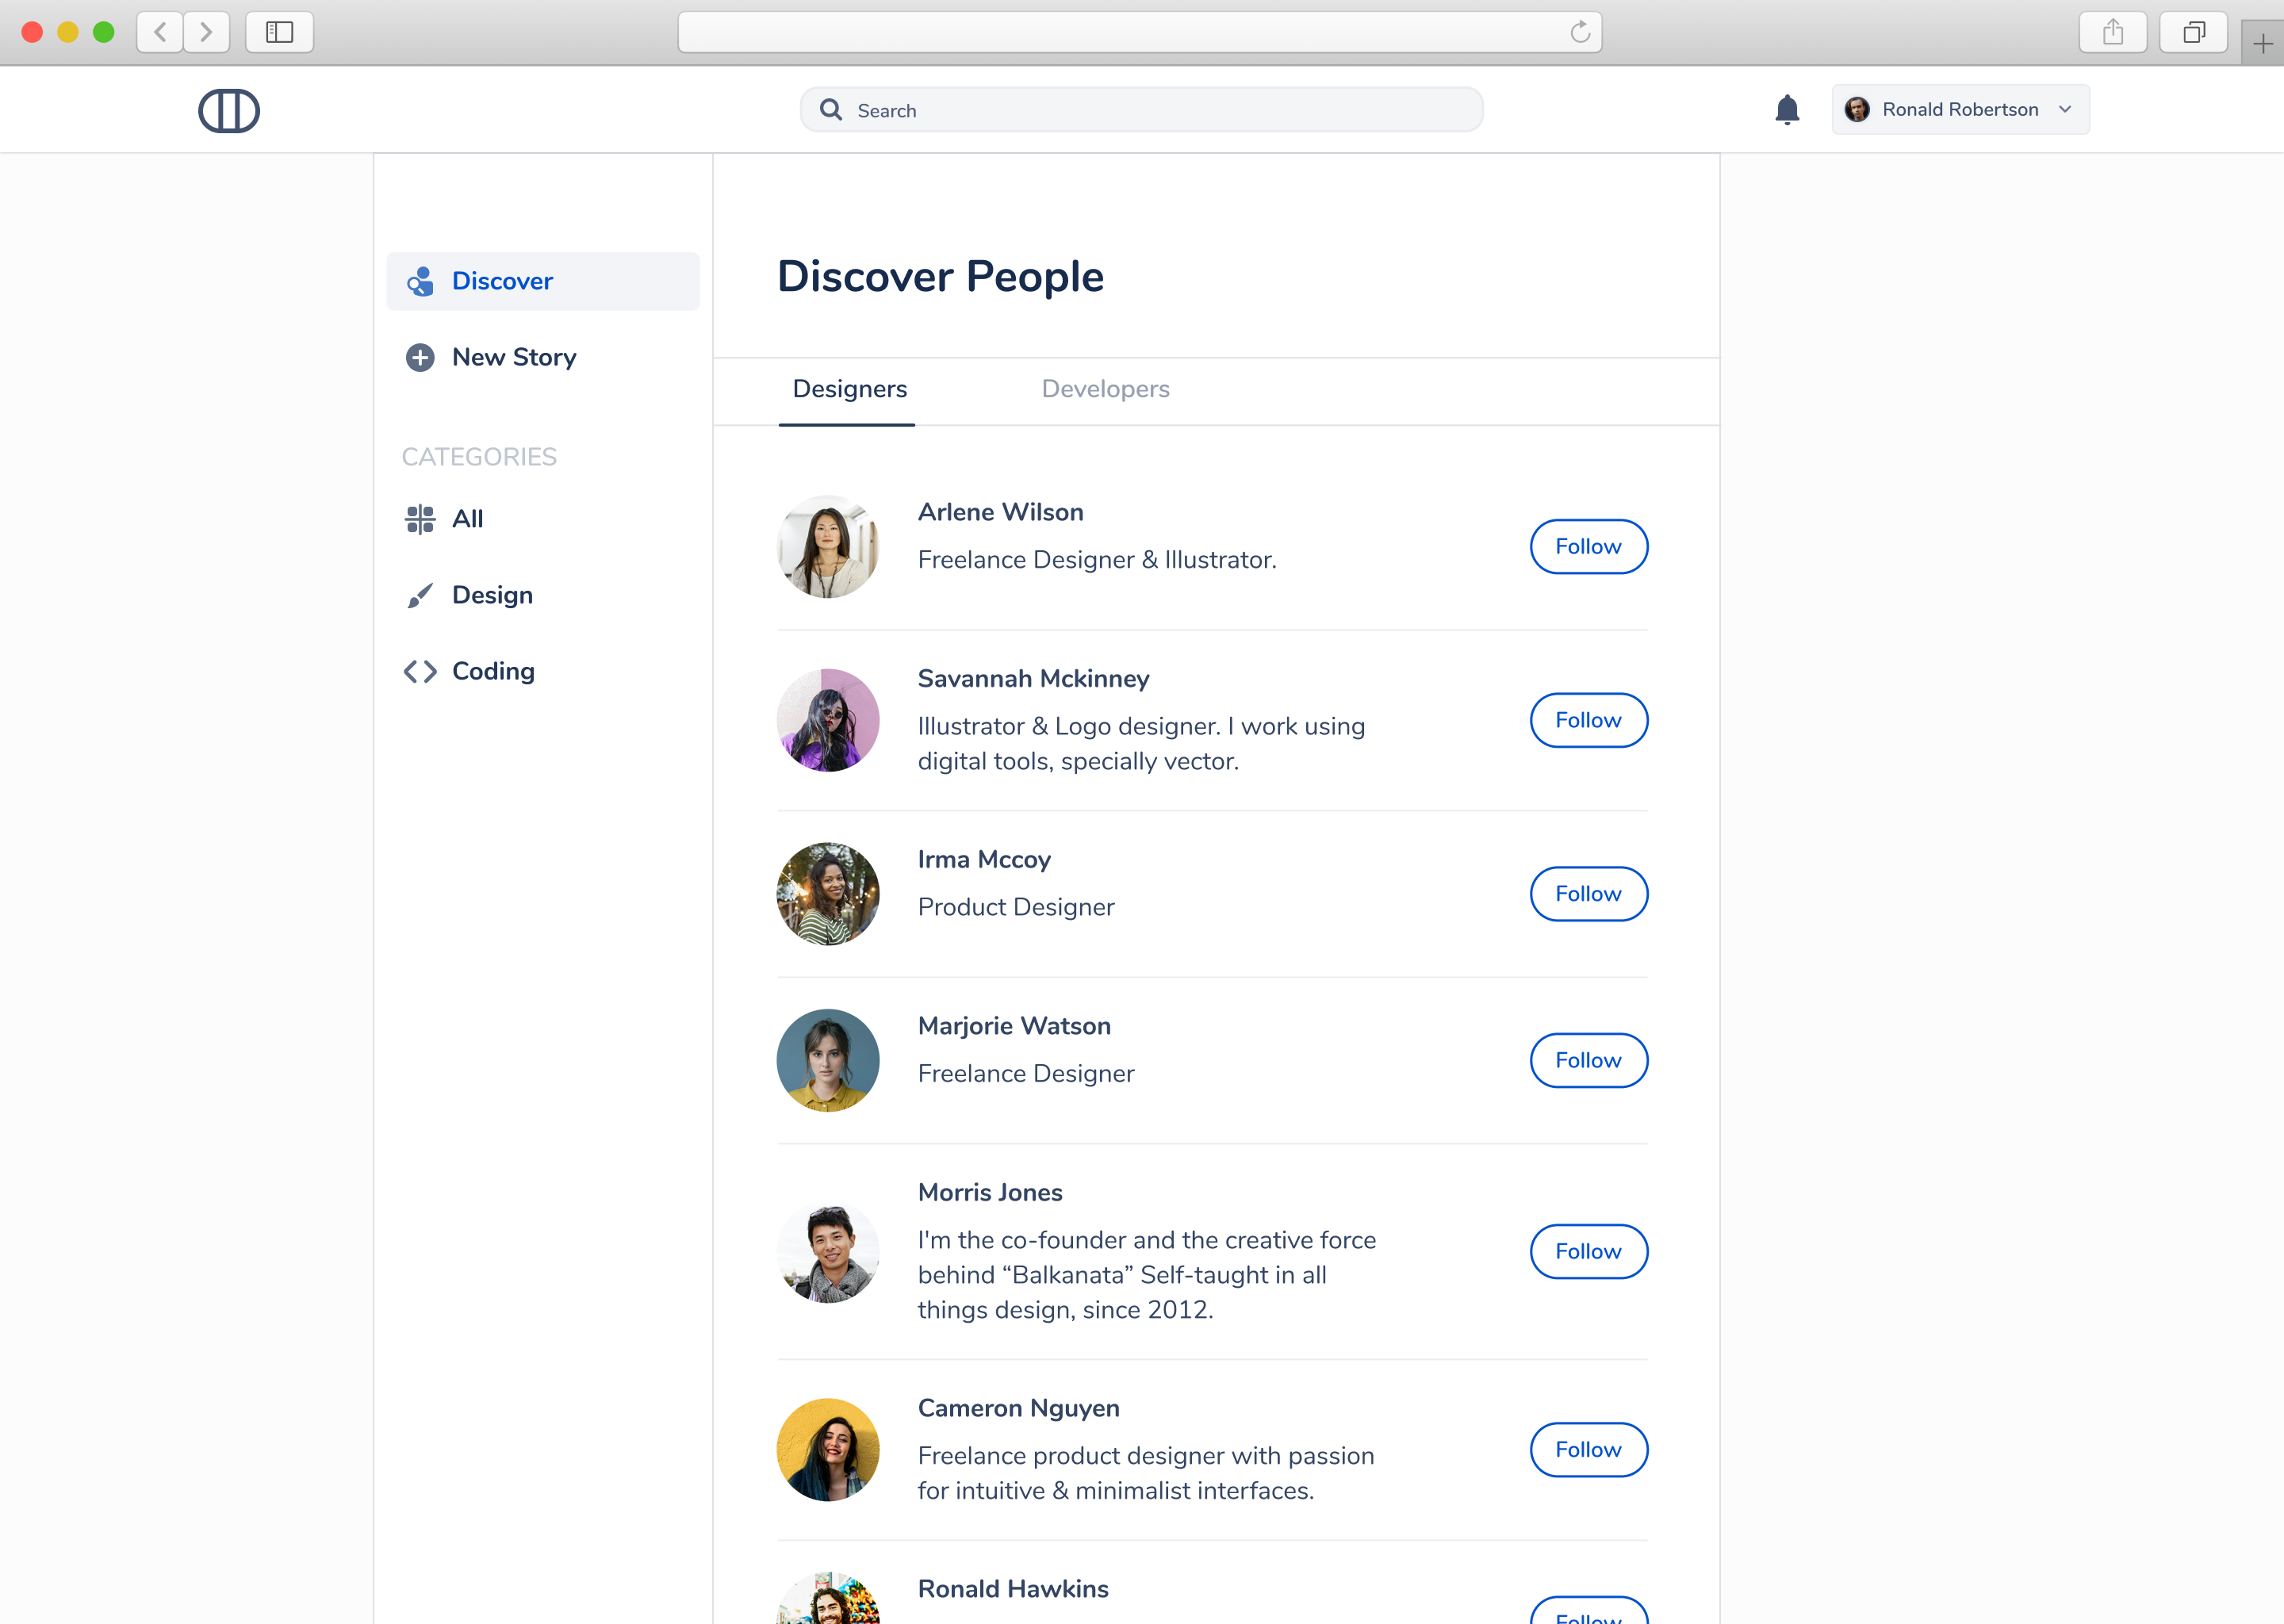 Search
Ronald Robertson
Discover
New Story
CATEGORIES
All
Design
Coding
Discover People
Designers
Developers
Arlene Wilson
Freelance Designer & Illustrator.
Follow
Savannah Mckinney
Illustrator & Logo designer. I work using
digital tools, specially vector.
Follow
Irma Mccoy
Product Designer
Follow
Marjorie Watson
Freelance Designer
Follow
Morris Jones
I'm the co-founder and the creative force
behind “Balkanata” Self-taught in all
things design, since 2012.
Follow
Cameron Nguyen
Freelance product designer with passion
for intuitive & minimalist interfaces.
Follow
Ronald Hawkins
Follow